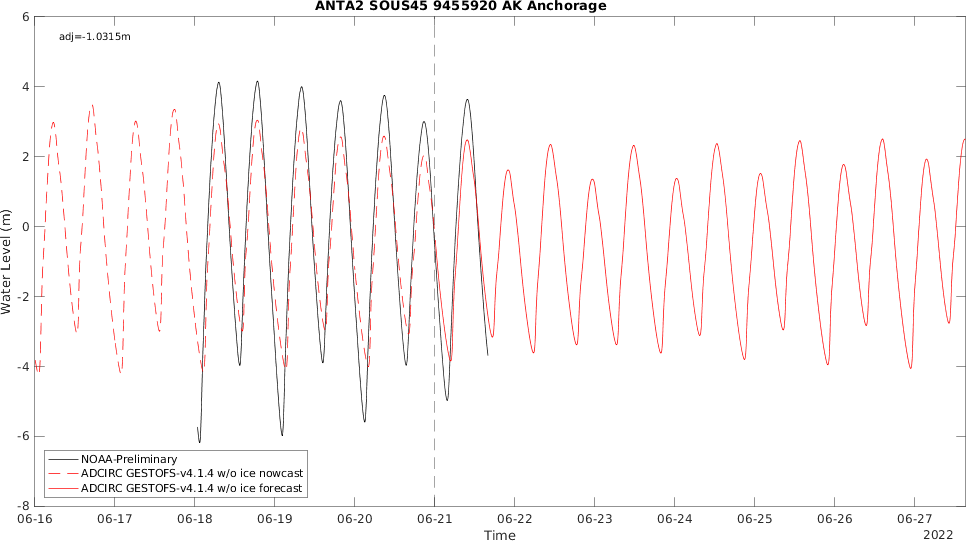 ANTA2 SOUS45 9455920 AK Anchorage
adj=-1.0315m
6
4
2
0
-2
-4
-6
-8
Water Level (m)
NOAA-Preliminary
ADCIRC GESTOFS-v4.1.4 w/o ice nowcast
ADCIRC GESTOFS-v4.1.4 w/o ice forecast
06-16 06-17 06-18 06-19 06-20 06-21 06-22 06-23 06-24 06-25 06-26 06-27
Time
2022